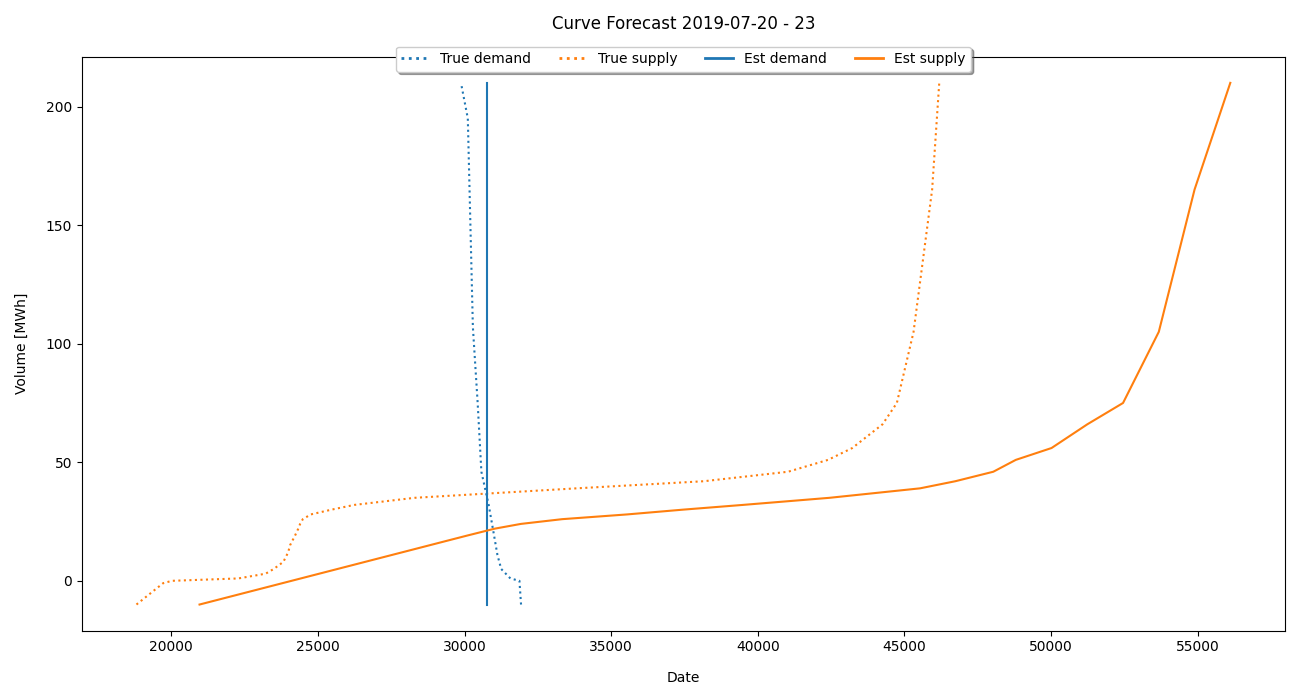 Curve Forecast 2019-07-20 - 23
True demand True supply Est demand Est supply
200
150
100
50
0
Volume [MWh]
20000 25000 30000 35000 40000 45000 50000 55000
Date